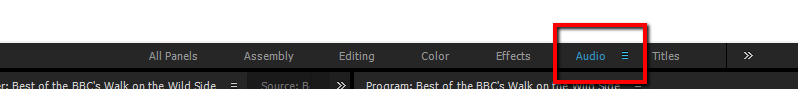 All Panels Assembly Editing Color Effects Audio ≡ Titles »
er: Best of the BBC's Walk on the Wild Side ≡ Source: B » Program: Best of the BBC's Walk on the Wild Side ≡